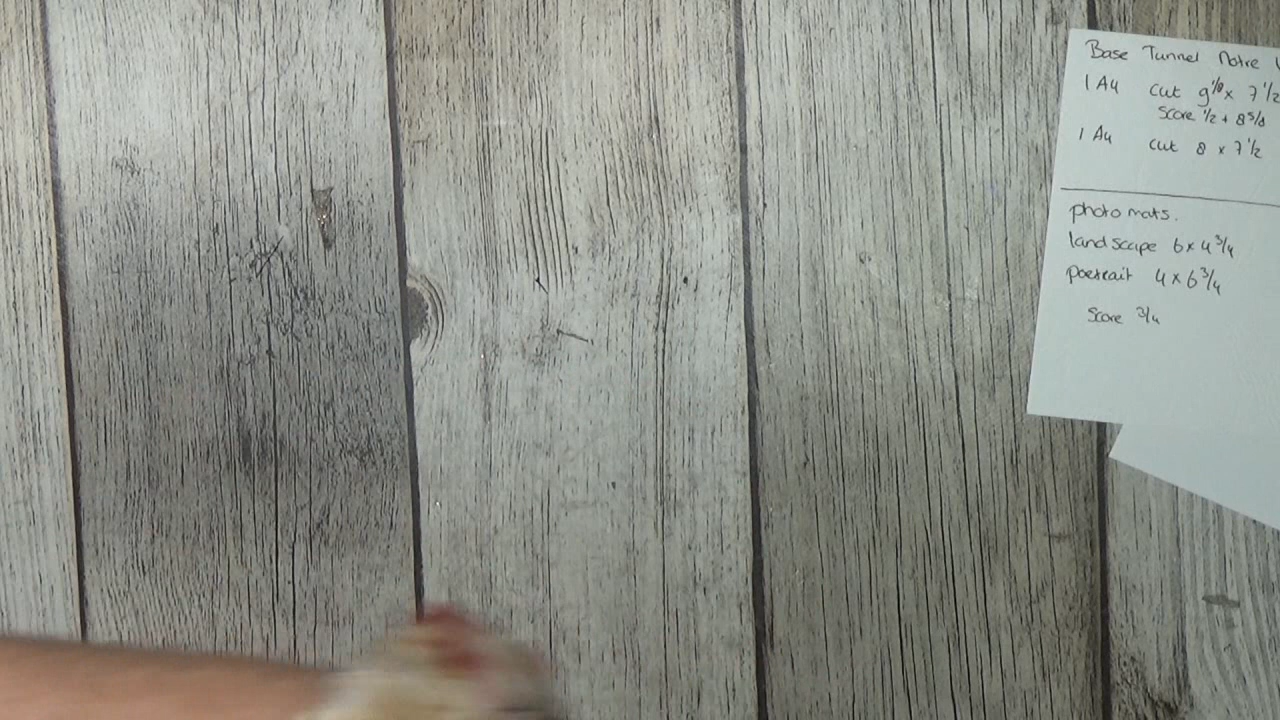 Base Tunnel Notre
1 A4 cut 9 1/8 x 7 1/2
Score 1/2 + 8 5/8
1 A4 cut 8 x 7 1/2
photo mats.
landscape 6 x 4 3/4
portrait 4 x 6 3/4
Score 3/4